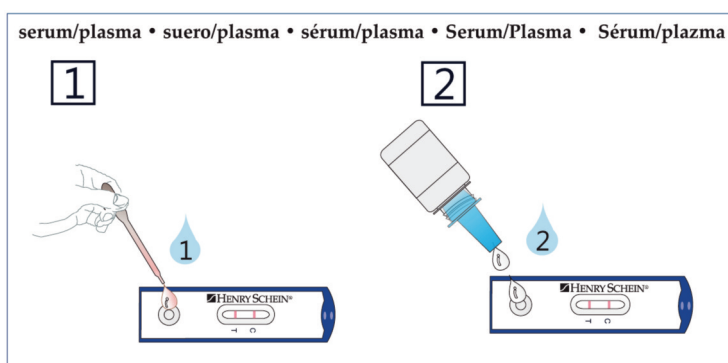 serum/plasma • suero/plasma • sérum/plasma • Serum/Plasma • Sérum/plazma
1
2
1
2
HENRY SCHEIN®
T C
HENRY SCHEIN®
T C